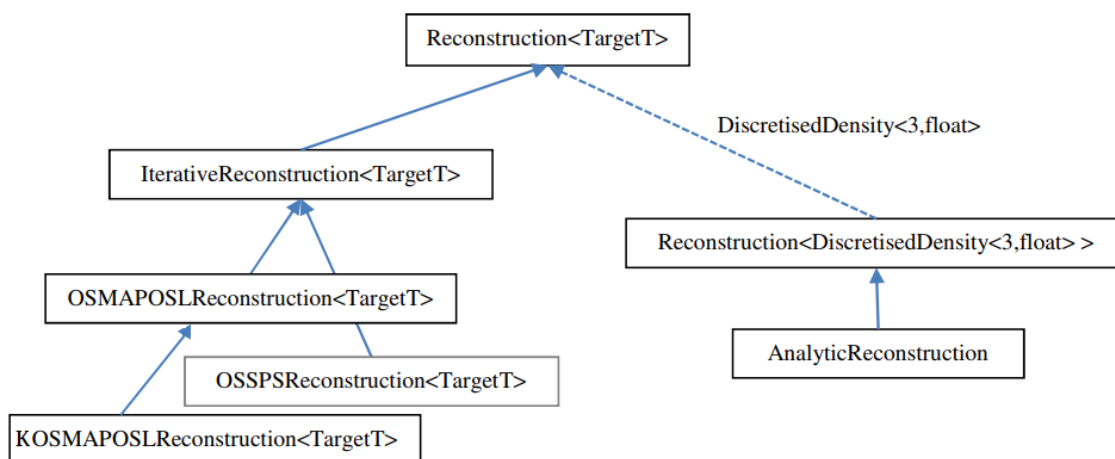 Reconstruction<TargetT>
DiscretisedDensity<3,float>
IterativeReconstruction<TargetT>
Reconstruction<DiscretisedDensity<3,float> >
OSMAPOSLReconstruction<TargetT>
AnalyticReconstruction
OSSPSReconstruction<TargetT>
KOSMAPOSLReconstruction<TargetT>